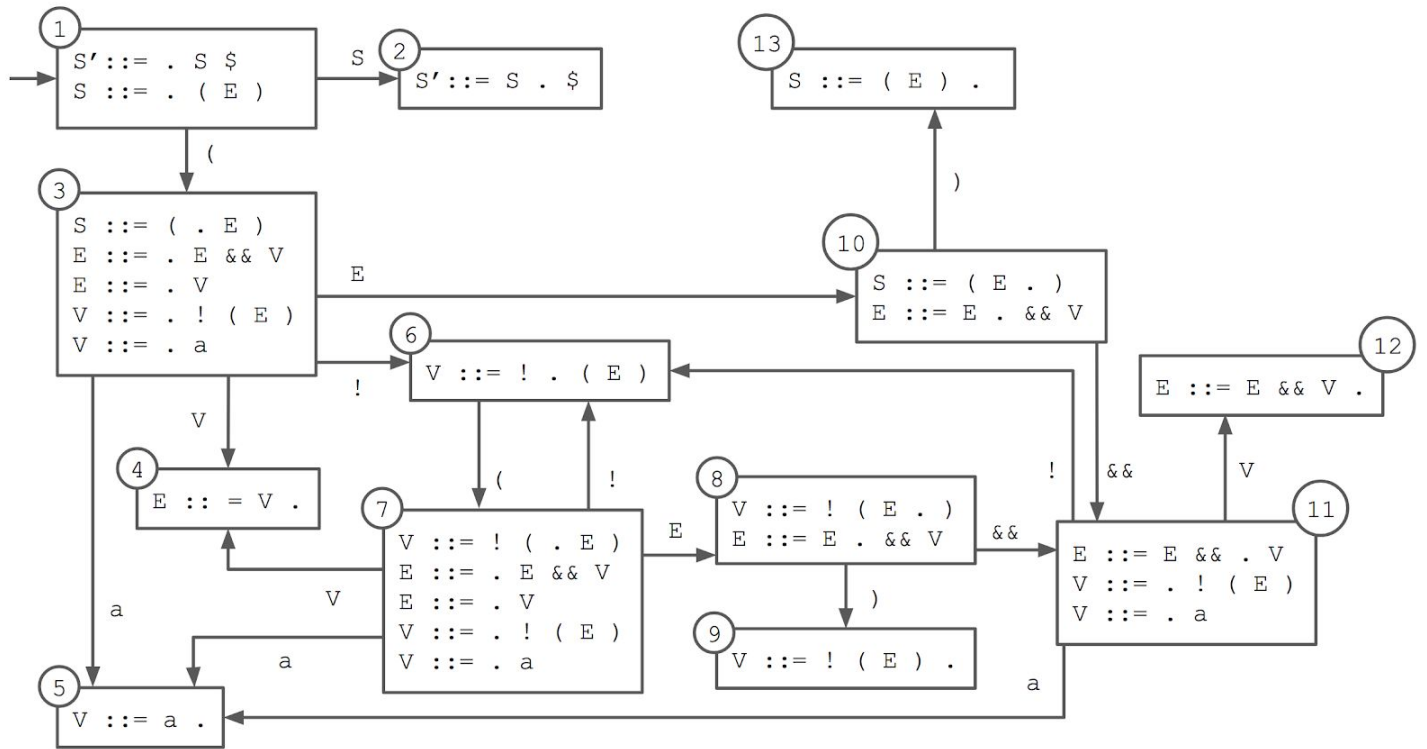 1
S'::= . S $
S ::= . ( E )
S
2
S'::= S . $
13
S ::= ( E ) .
(
)
3
S ::= ( . E )
E ::= . E && V
E ::= . V
V ::= . ! ( E )
V ::= . a
E
10
S ::= ( E . )
E ::= E . && V
!
6
V ::= ! . ( E )
12
E ::= E && V .
V
4
E :: = V .
(
!
7
V ::= ! ( . E )
E ::= . E && V
E ::= . V
V ::= . ! ( E )
V ::= . a
E
8
V ::= ! ( E . )
E ::= E . && V
&&
!
&&
V
11
E ::= E && . V
V ::= . ! ( E )
V ::= . a
)
9
V ::= ! ( E ) .
V
a
a
a
5
V ::= a .